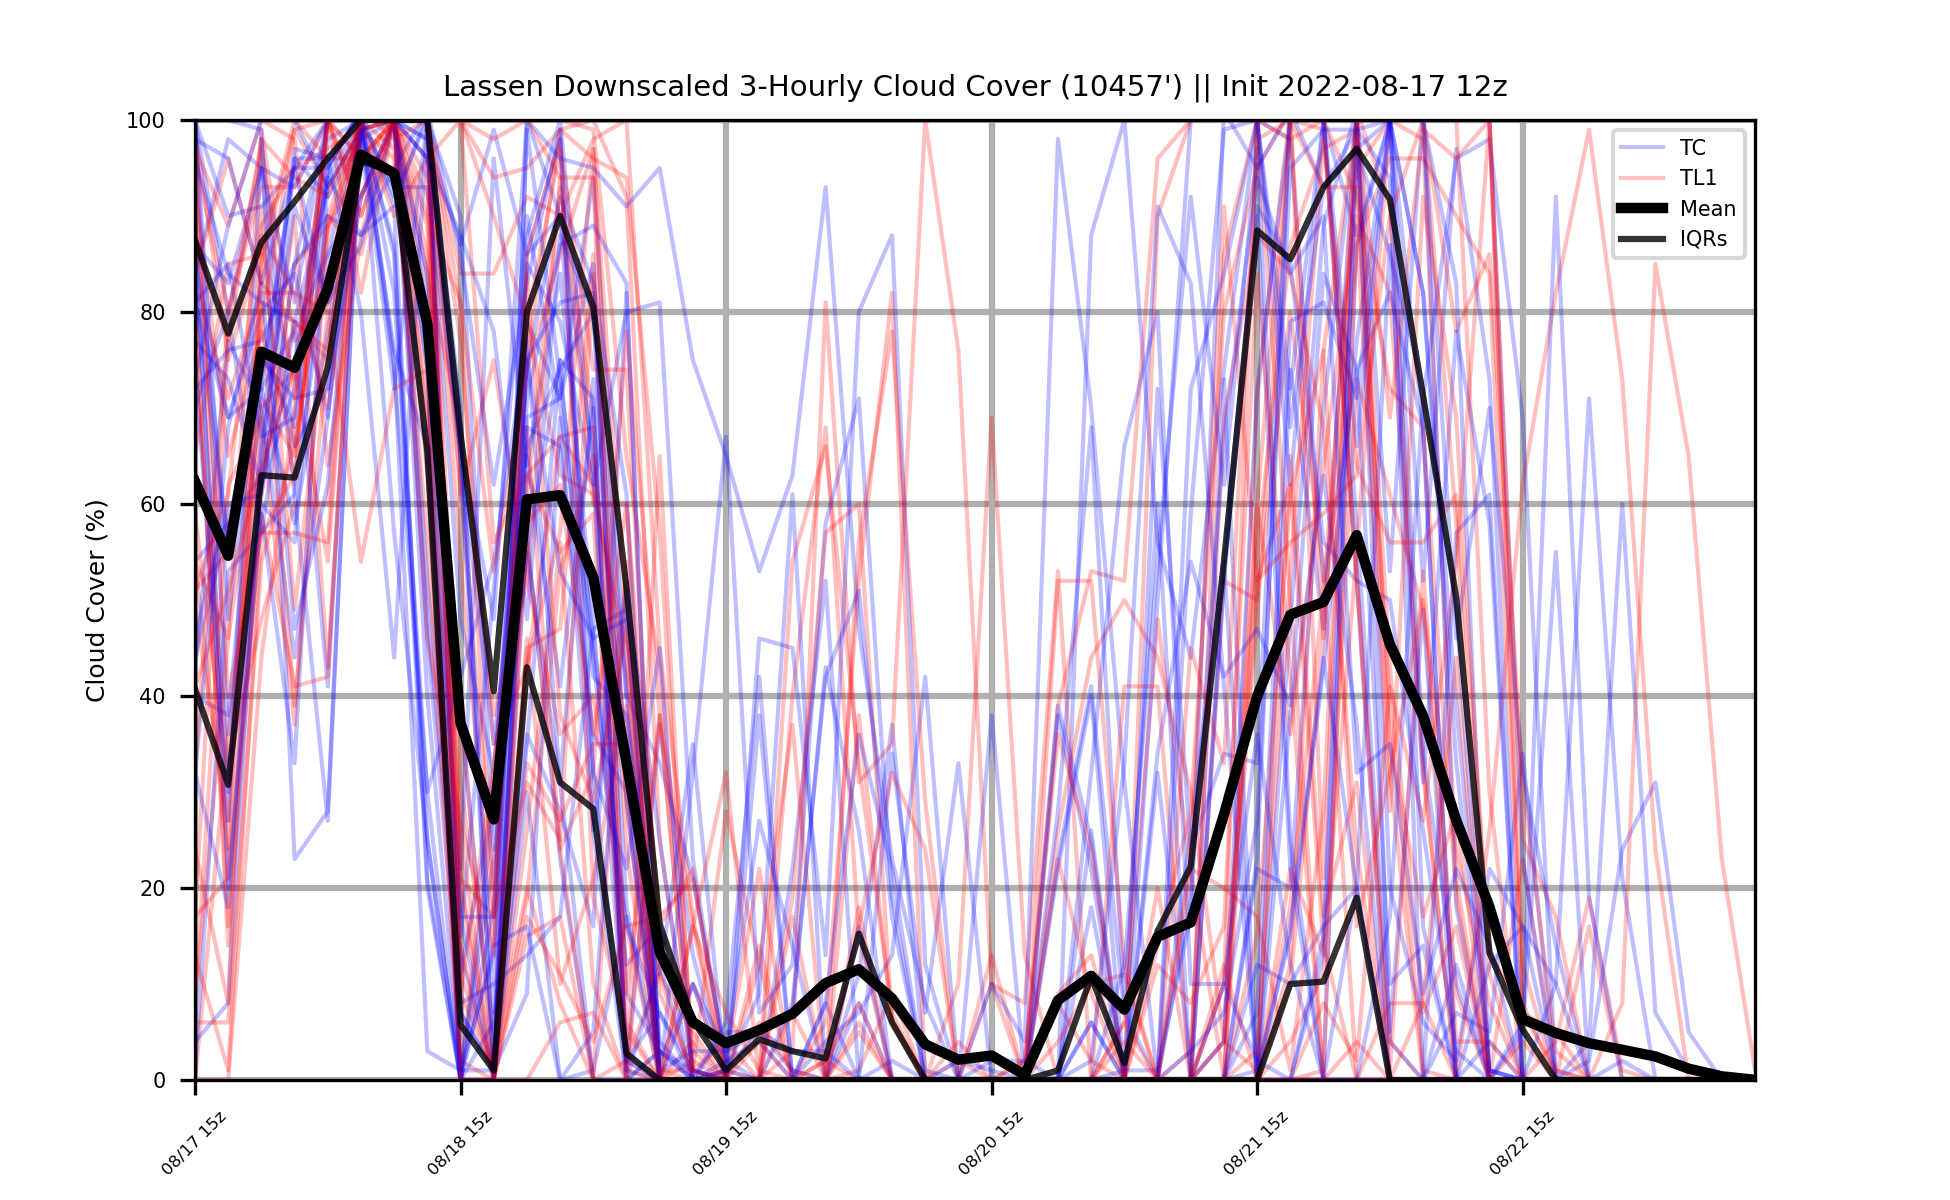 Lassen Downscaled 3-Hourly Cloud Cover (10457') || Init 2022-08-17 12z
100
80
60
40
20
0
Cloud Cover (%)
TC
TL1
Mean
IQRs
08/17 15z
08/18 15z
08/19 15z
08/20 15z
08/21 15z
08/22 15z